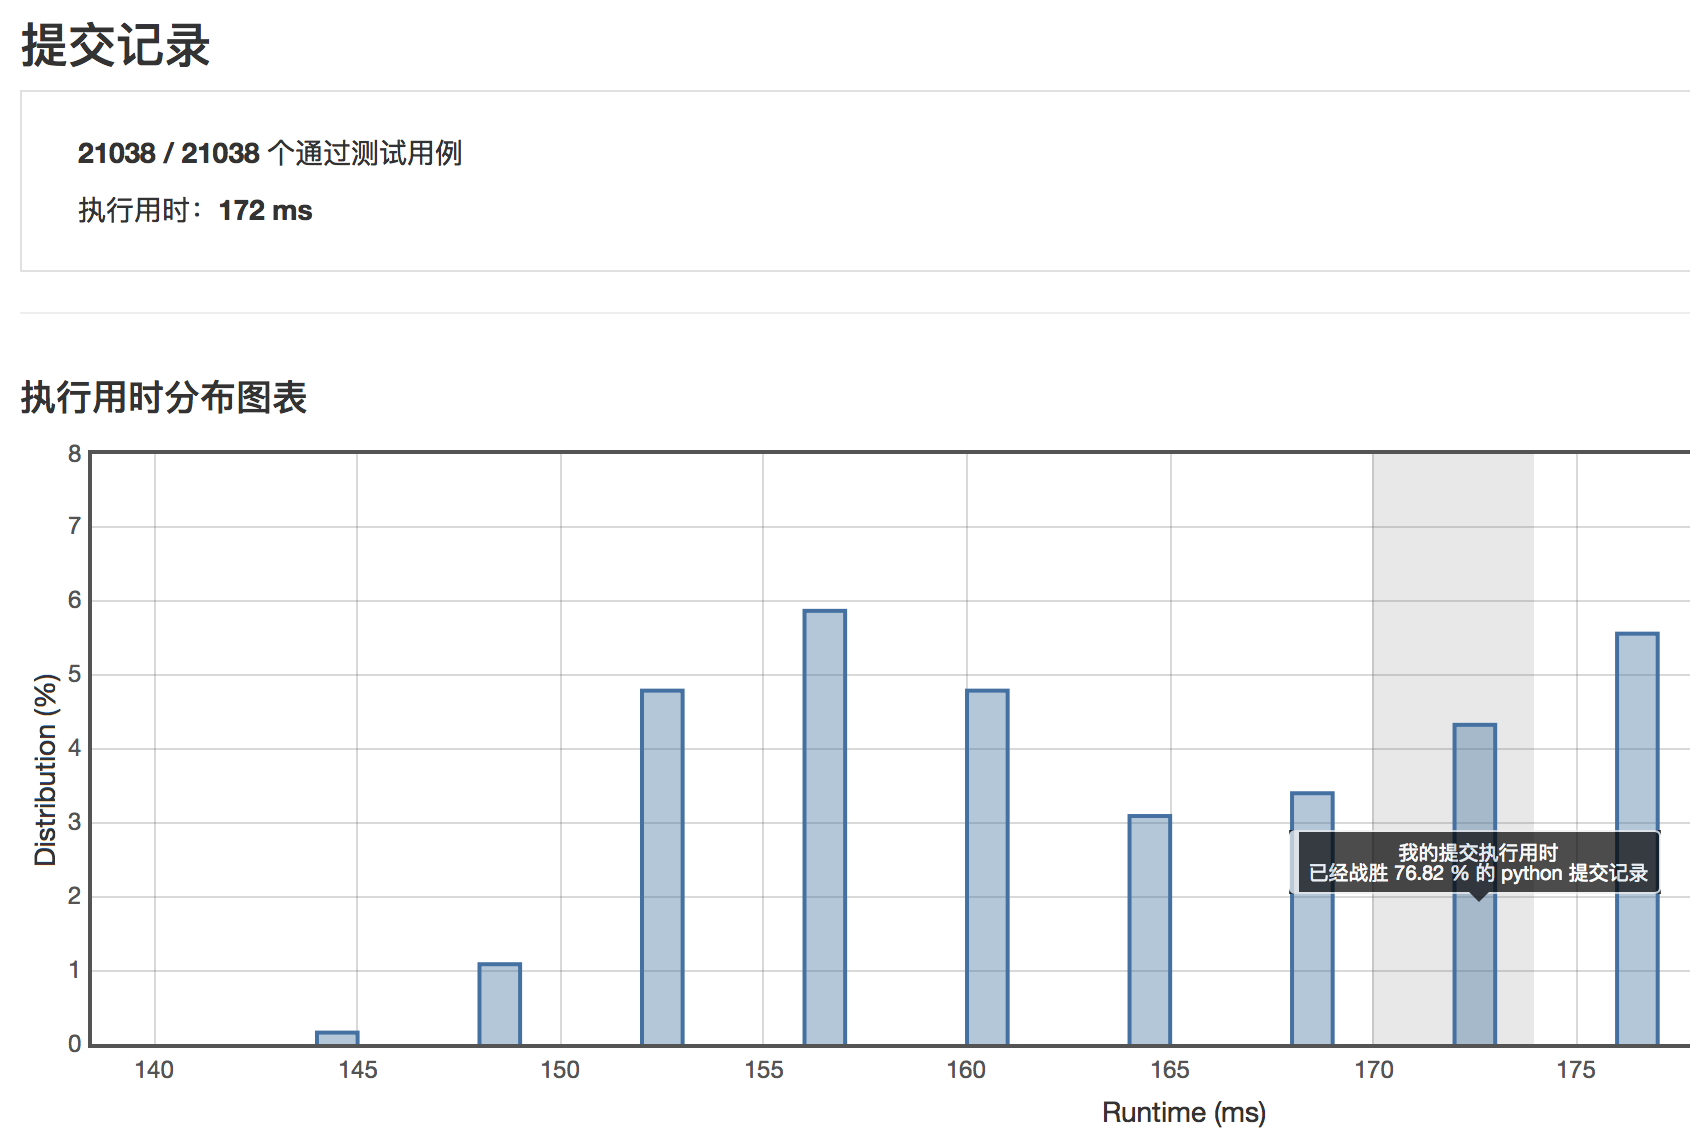 提交记录
21038 / 21038 个通过测试用例
执行用时：172 ms
执行用时分布图表
8
7
6
5
4
3
2
1
0
Distribution (%)
我的提交执行用时
已经战胜 76.82 % 的 python 提交记录
140 145 150 155 160 165 170 175
Runtime (ms)